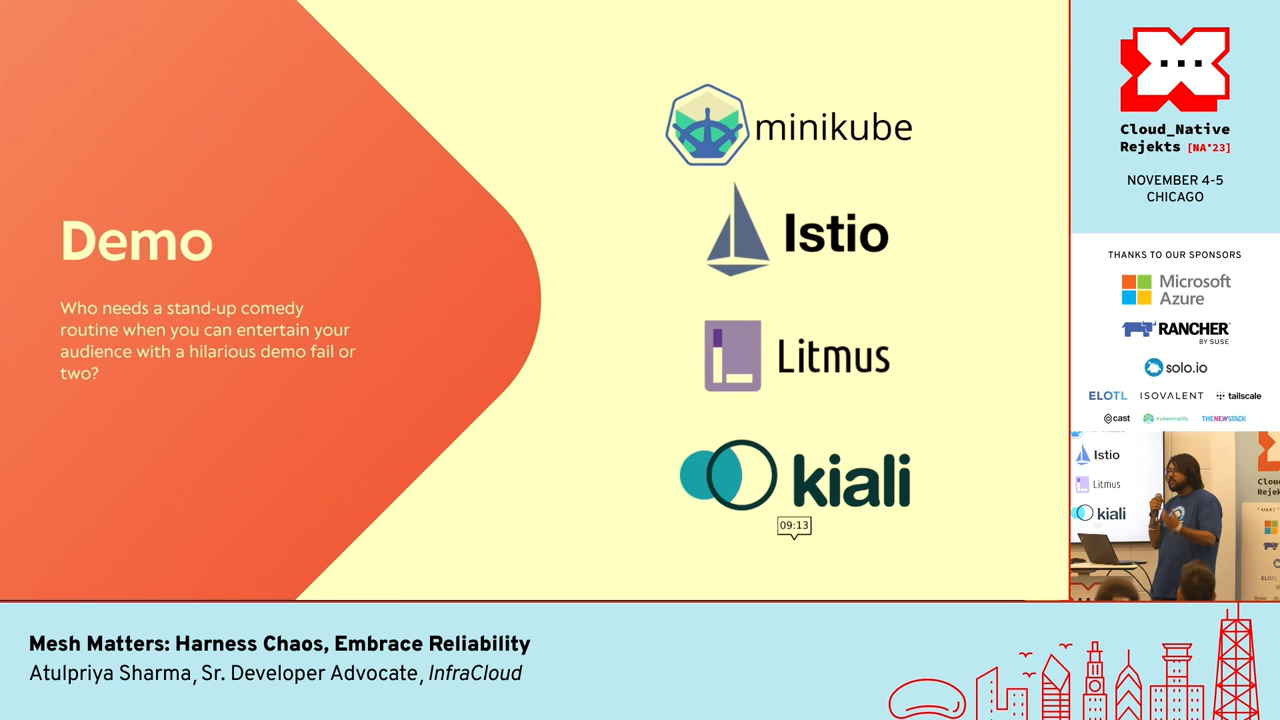 Demo
Who needs a stand-up comedy
routine when you can entertain your
audience with a hilarious demo fail or
two?
minikube
Istio
Litmus
kiali
09:13
Cloud_Native
Rejekts [NA'23]
NOVEMBER 4-5
CHICAGO
THANKS TO OUR SPONSORS
Microsoft
Azure
RANCHER
BY SUSE
solo.io
ELOTL ISOVALENT tailscale
cast kubesimplify THENEWSTACK
Istio
Litmus
kiali
Mesh Matters: Harness Chaos, Embrace Reliability
Atulpriya Sharma, Sr. Developer Advocate, InfraCloud